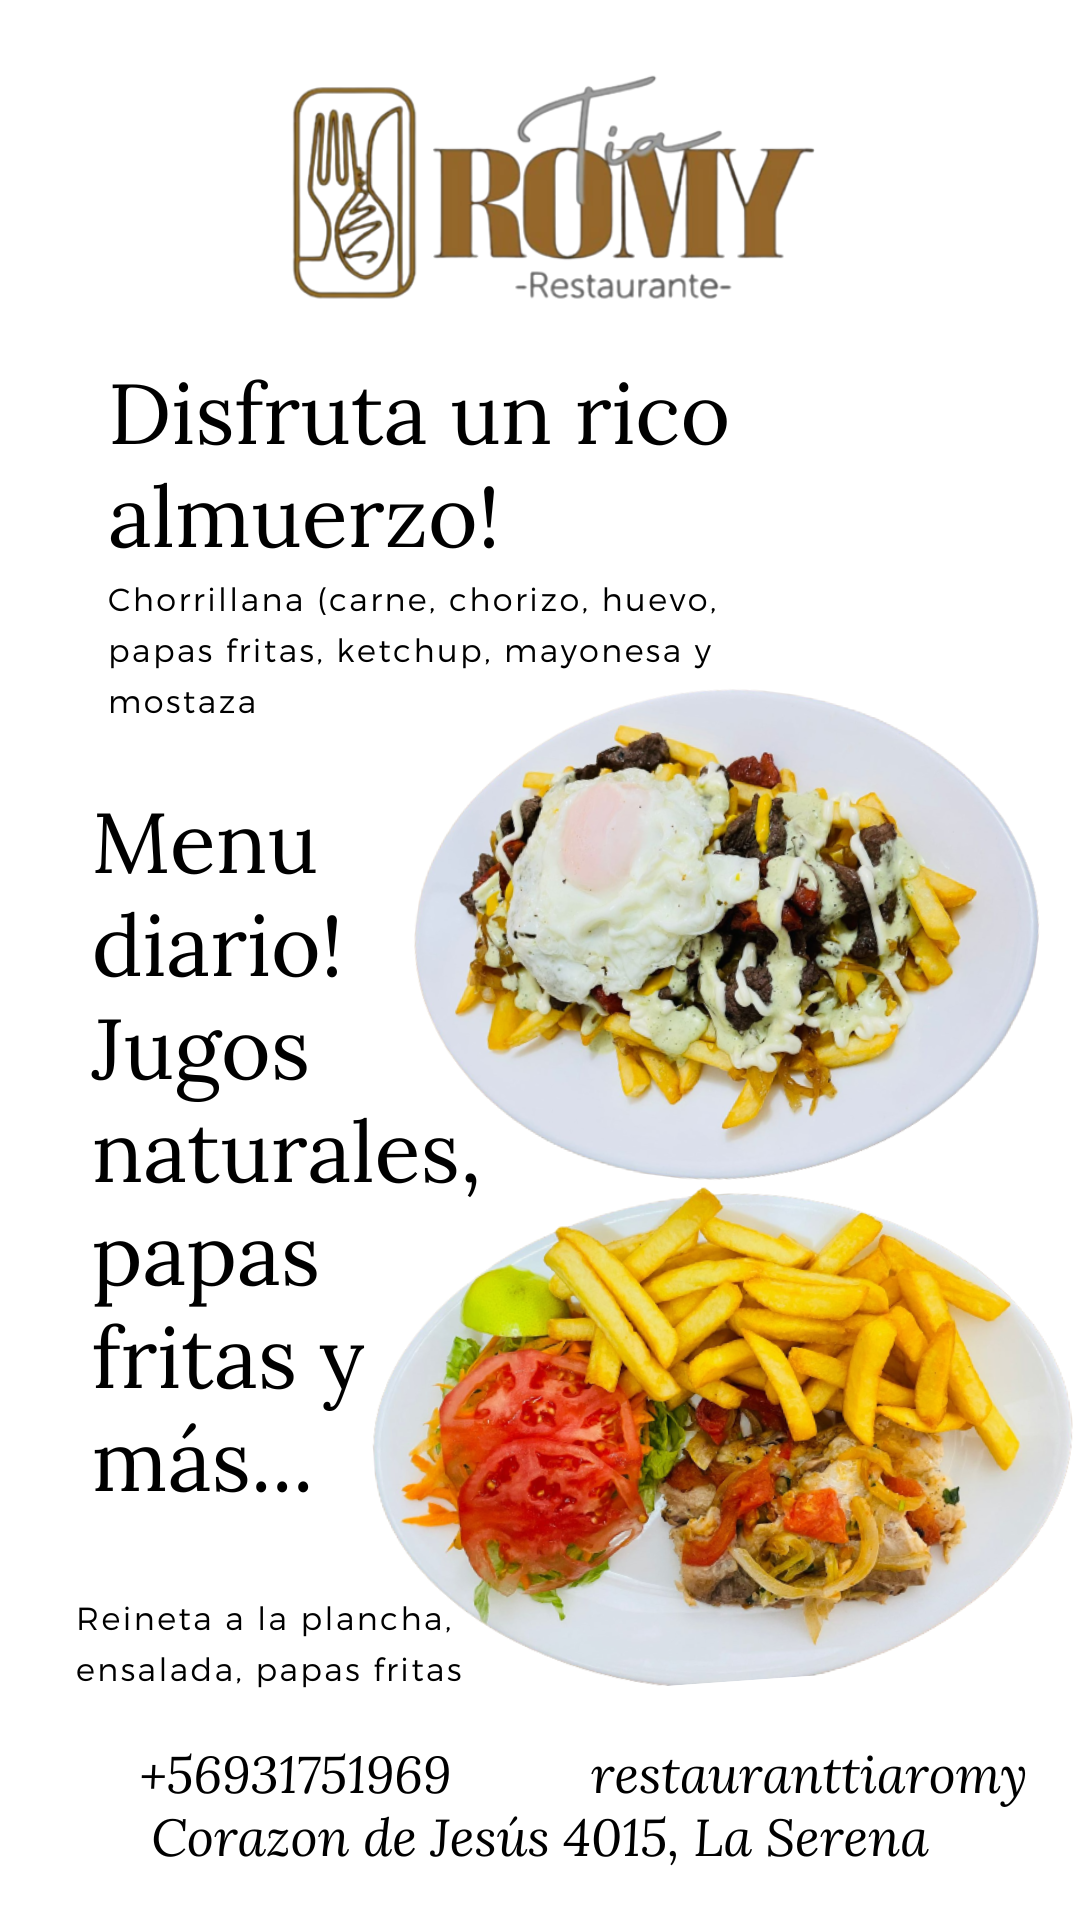 Tia
ROMY
-Restaurante-
Disfruta un rico
almuerzo!
Chorrillana (carne, chorizo, huevo,
papas fritas, ketchup, mayonesa y
mostaza
Menu
diario!
Jugos
naturales,
papas
fritas y
más...
Reineta a la plancha,
ensalada, papas fritas
+56931751969 restauranttiaromy
Corazon de Jesús 4015, La Serena